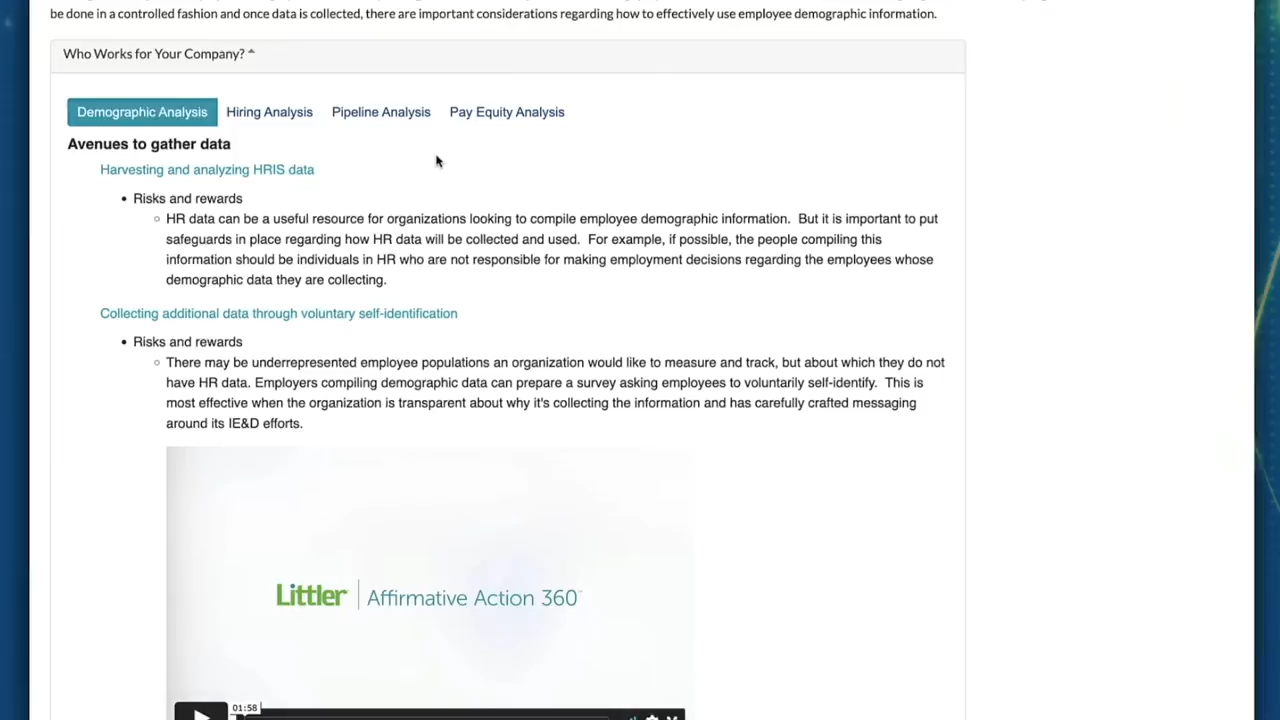 be done in a controlled fashion and once data is collected, there are important considerations regarding how to effectively use employee demographic information.
Who Works for Your Company?
Demographic Analysis Hiring Analysis Pipeline Analysis Pay Equity Analysis
Avenues to gather data
Harvesting and analyzing HRIS data
• Risks and rewards
○ HR data can be a useful resource for organizations looking to compile employee demographic information.  But it is important to put
safeguards in place regarding how HR data will be collected and used.  For example, if possible, the people compiling this
information should be individuals in HR who are not responsible for making employment decisions regarding the employees whose
demographic data they are collecting.
Collecting additional data through voluntary self-identification
• Risks and rewards
○ There may be underrepresented employee populations an organization would like to measure and track, but about which they do not
have HR data. Employers compiling demographic data can prepare a survey asking employees to voluntarily self-identify.  This is
most effective when the organization is transparent about why it's collecting the information and has carefully crafted messaging
around its IE&D efforts.
Littler | Affirmative Action 360
01:58